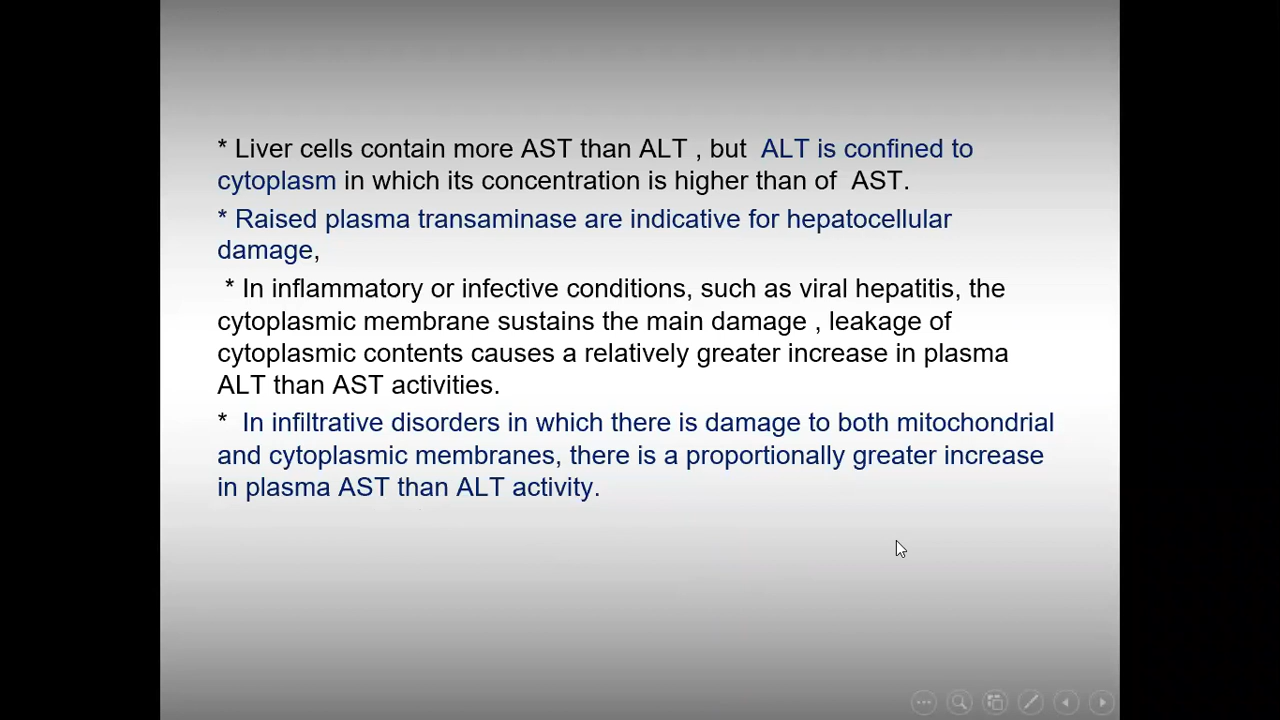 * Liver cells contain more AST than ALT , but  ALT is confined to
cytoplasm in which its concentration is higher than of  AST.
* Raised plasma transaminase are indicative for hepatocellular
damage,
* In inflammatory or infective conditions, such as viral hepatitis, the
cytoplasmic membrane sustains the main damage , leakage of
cytoplasmic contents causes a relatively greater increase in plasma
ALT than AST activities.
*  In infiltrative disorders in which there is damage to both mitochondrial
and cytoplasmic membranes, there is a proportionally greater increase
in plasma AST than ALT activity.